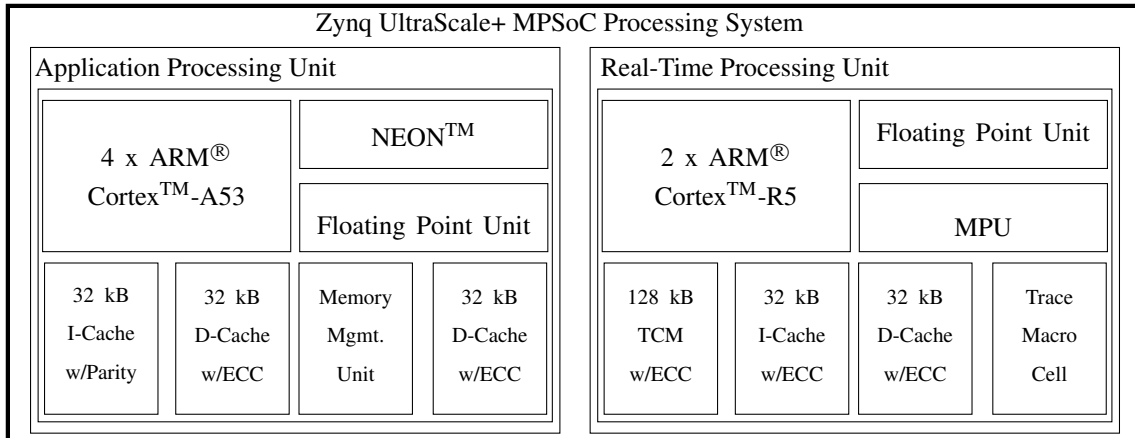 Zynq UltraScale+ MPSoC Processing System
Application Processing Unit
4 x ARM®
Cortex™-A53
NEON™
Floating Point Unit
32 kB
I-Cache
w/Parity
32 kB
D-Cache
w/ECC
Memory
Mgmt.
Unit
32 kB
D-Cache
w/ECC
Real-Time Processing Unit
2 x ARM®
Cortex™-R5
Floating Point Unit
MPU
128 kB
TCM
w/ECC
32 kB
I-Cache
w/ECC
32 kB
D-Cache
w/ECC
Trace
Macro
Cell